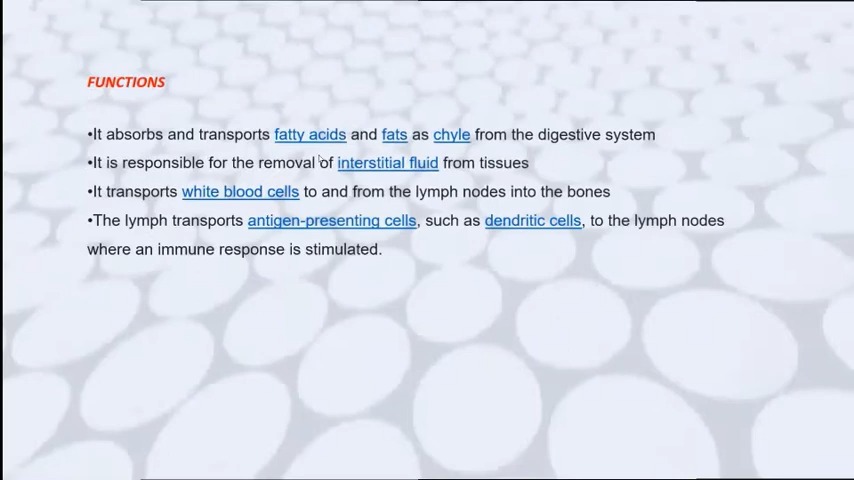 FUNCTIONS
•It absorbs and transports fatty acids and fats as chyle from the digestive system
•It is responsible for the removal of interstitial fluid from tissues
•It transports white blood cells to and from the lymph nodes into the bones
•The lymph transports antigen-presenting cells, such as dendritic cells, to the lymph nodes
where an immune response is stimulated.